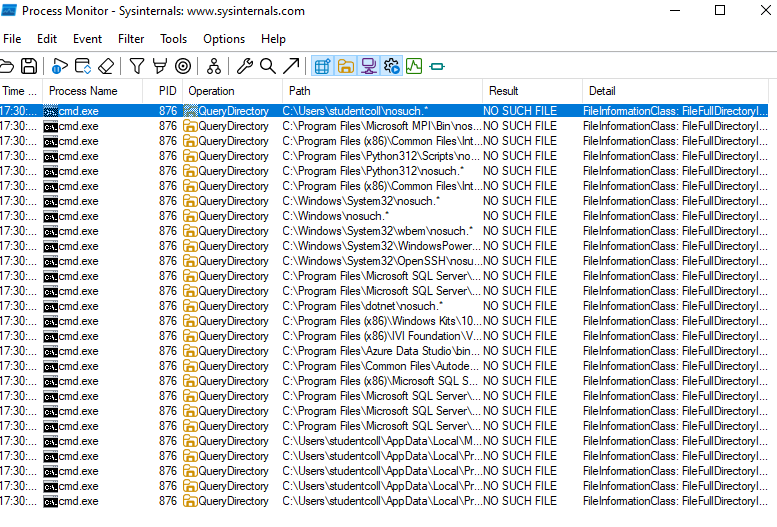 Process Monitor - Sysinternals: www.sysinternals.com
File Edit Event Filter Tools Options Help
Time ... Process Name PID Operation Path Result Detail
17:30:... cmd.exe 876 QueryDirectory C:\Users\studentcoll\nosuch.* NO SUCH FILE FileInformationClass: FileFullDirectoryI...
17:30:... cmd.exe 876 QueryDirectory C:\Program Files\Microsoft MPI\Bin\nos... NO SUCH FILE FileInformationClass: FileFullDirectoryI...
17:30:... cmd.exe 876 QueryDirectory C:\Program Files (x86)\Common Files\Int... NO SUCH FILE FileInformationClass: FileFullDirectoryI...
17:30:... cmd.exe 876 QueryDirectory C:\Program Files\Python312\Scripts\no... NO SUCH FILE FileInformationClass: FileFullDirectoryI...
17:30:... cmd.exe 876 QueryDirectory C:\Program Files\Python312\nosuch.* NO SUCH FILE FileInformationClass: FileFullDirectoryI...
17:30:... cmd.exe 876 QueryDirectory C:\Program Files (x86)\Common Files\Int... NO SUCH FILE FileInformationClass: FileFullDirectoryI...
17:30:... cmd.exe 876 QueryDirectory C:\Windows\System32\nosuch.* NO SUCH FILE FileInformationClass: FileFullDirectoryI...
17:30:... cmd.exe 876 QueryDirectory C:\Windows\nosuch.* NO SUCH FILE FileInformationClass: FileFullDirectoryI...
17:30:... cmd.exe 876 QueryDirectory C:\Windows\System32\wbem\nosuch.* NO SUCH FILE FileInformationClass: FileFullDirectoryI...
17:30:... cmd.exe 876 QueryDirectory C:\Windows\System32\WindowsPower... NO SUCH FILE FileInformationClass: FileFullDirectoryI...
17:30:... cmd.exe 876 QueryDirectory C:\Windows\System32\OpenSSH\nosu... NO SUCH FILE FileInformationClass: FileFullDirectoryI...
17:30:... cmd.exe 876 QueryDirectory C:\Program Files\Microsoft SQL Server\... NO SUCH FILE FileInformationClass: FileFullDirectoryI...
17:30:... cmd.exe 876 QueryDirectory C:\Program Files (x86)\Microsoft SQL S... NO SUCH FILE FileInformationClass: FileFullDirectoryI...
17:30:... cmd.exe 876 QueryDirectory C:\Program Files\dotnet\nosuch.* NO SUCH FILE FileInformationClass: FileFullDirectoryI...
17:30:... cmd.exe 876 QueryDirectory C:\Program Files (x86)\Windows Kits\10... NO SUCH FILE FileInformationClass: FileFullDirectoryI...
17:30:... cmd.exe 876 QueryDirectory C:\Program Files (x86)\IVI Foundation\V... NO SUCH FILE FileInformationClass: FileFullDirectoryI...
17:30:... cmd.exe 876 QueryDirectory C:\Program Files\Azure Data Studio\bin... NO SUCH FILE FileInformationClass: FileFullDirectoryI...
17:30:... cmd.exe 876 QueryDirectory C:\Program Files\Common Files\Autode... NO SUCH FILE FileInformationClass: FileFullDirectoryI...
17:30:... cmd.exe 876 QueryDirectory C:\Program Files (x86)\Microsoft SQL S... NO SUCH FILE FileInformationClass: FileFullDirectoryI...
17:30:... cmd.exe 876 QueryDirectory C:\Program Files\Microsoft SQL Server\... NO SUCH FILE FileInformationClass: FileFullDirectoryI...
17:30:... cmd.exe 876 QueryDirectory C:\Program Files\Microsoft SQL Server\... NO SUCH FILE FileInformationClass: FileFullDirectoryI...
17:30:... cmd.exe 876 QueryDirectory C:\Program Files\Microsoft SQL Server\... NO SUCH FILE FileInformationClass: FileFullDirectoryI...
17:30:... cmd.exe 876 QueryDirectory C:\Users\studentcoll\AppData\Local\M... NO SUCH FILE FileInformationClass: FileFullDirectoryI...
17:30:... cmd.exe 876 QueryDirectory C:\Users\studentcoll\AppData\Local\Pr... NO SUCH FILE FileInformationClass: FileFullDirectoryI...
17:30:... cmd.exe 876 QueryDirectory C:\Users\studentcoll\AppData\Local\Pr... NO SUCH FILE FileInformationClass: FileFullDirectoryI...
17:30:... cmd.exe 876 QueryDirectory C:\Users\studentcoll\AppData\Local\Pr... NO SUCH FILE FileInformationClass: FileFullDirectoryI...
17:30:... cmd.exe 876 QueryDirectory C:\Users\studentcoll\AppData\Local\Pr... NO SUCH FILE FileInformationClass: FileFullDirectoryI...